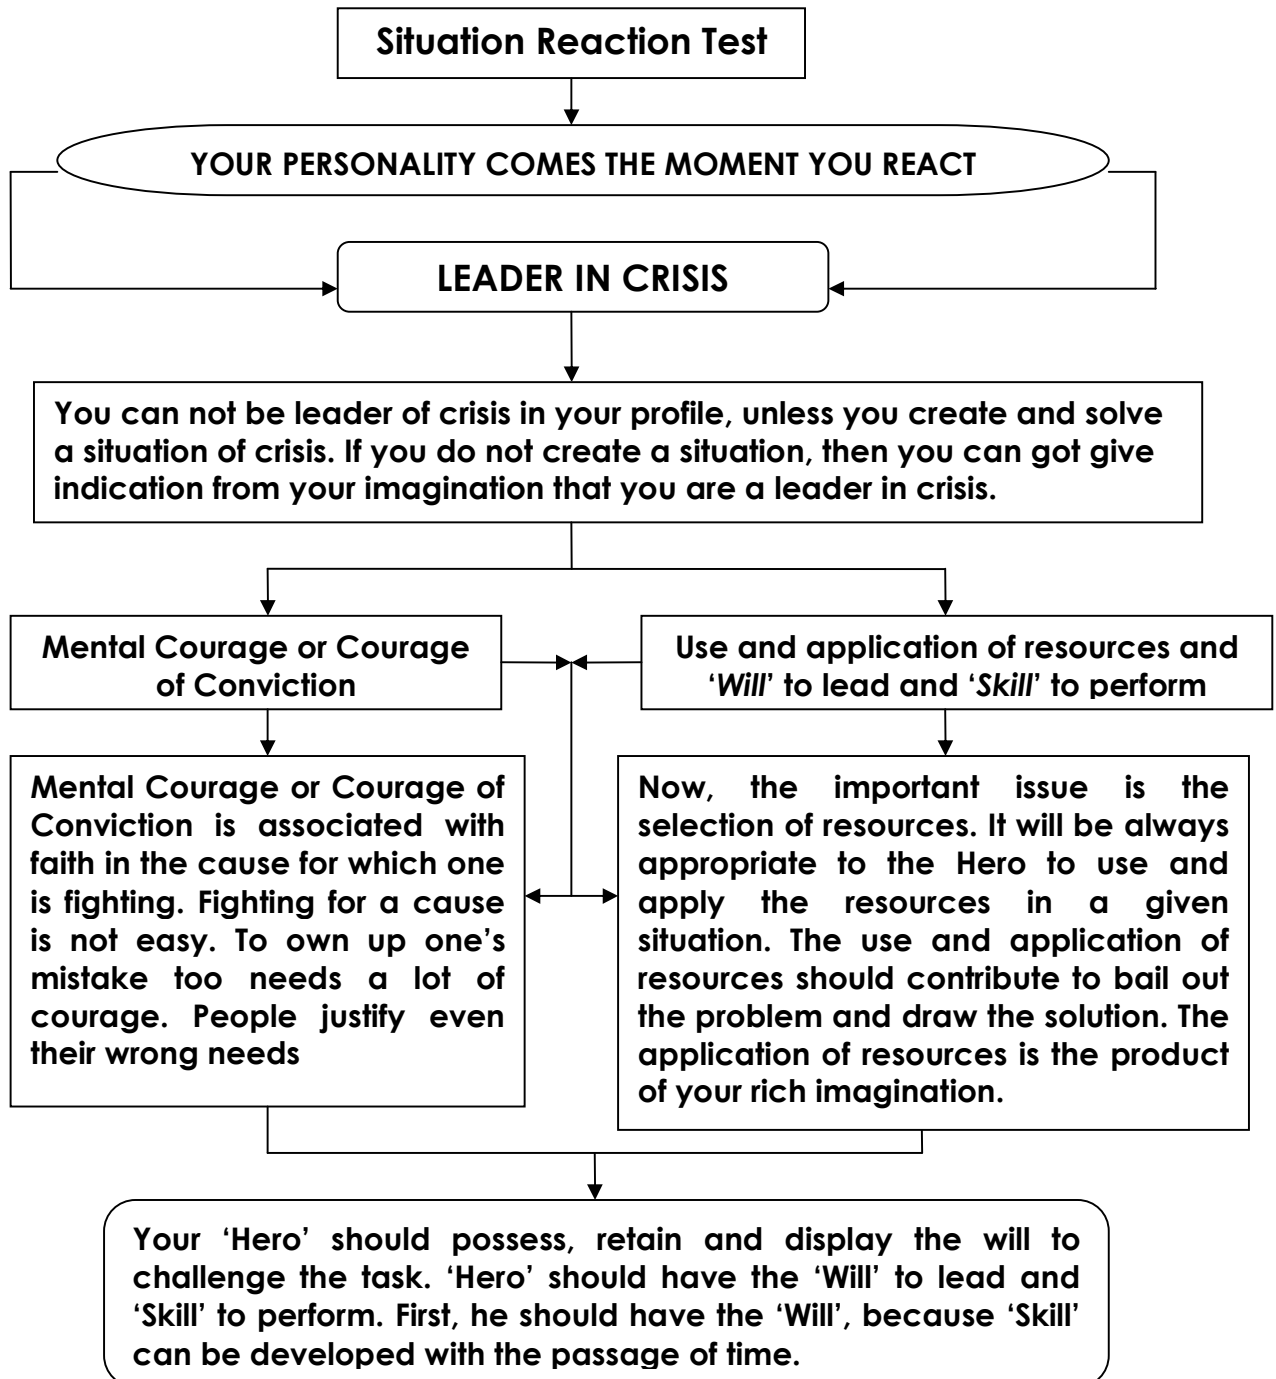 Situation Reaction Test
YOUR PERSONALITY COMES THE MOMENT YOU REACT
LEADER IN CRISIS
You can not be leader of crisis in your profile, unless you create and solve
a situation of crisis. If you do not create a situation, then you can got give
indication from your imagination that you are a leader in crisis.
Mental Courage or Courage
of Conviction
Use and application of resources and
‘Will’ to lead and ‘Skill’ to perform
Mental Courage or Courage of
Conviction is associated with
faith in the cause for which one
is fighting. Fighting for a cause
is not easy. To own up one’s
mistake too needs a lot of
courage. People justify even
their wrong needs
Now, the important issue is the
selection of resources. It will be always
appropriate to the Hero to use and
apply the resources in a given
situation. The use and application of
resources should contribute to bail out
the problem and draw the solution. The
application of resources is the product
of your rich imagination.
Your ‘Hero’ should possess, retain and display the will to
challenge the task. ‘Hero’ should have the ‘Will’ to lead and
‘Skill’ to perform. First, he should have the ‘Will’, because ‘Skill’
can be developed with the passage of time.